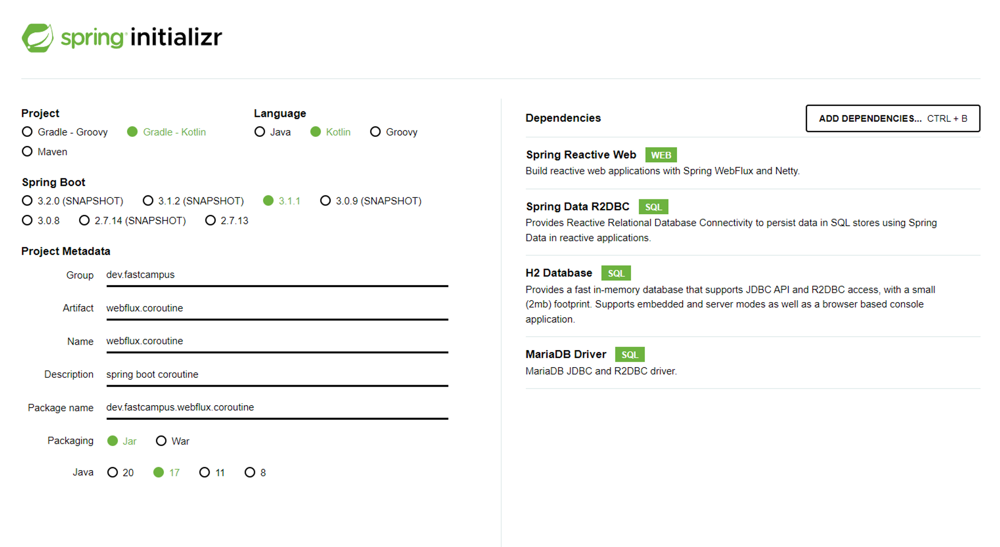 spring initializr
Project
Gradle - Groovy Gradle - Kotlin
Maven
Language
Java Kotlin Groovy
Spring Boot
3.2.0 (SNAPSHOT) 3.1.2 (SNAPSHOT) 3.1.1 3.0.9 (SNAPSHOT)
3.0.8 2.7.14 (SNAPSHOT) 2.7.13
Project Metadata
Group dev.fastcampus
Artifact webflux.coroutine
Name webflux.coroutine
Description spring boot coroutine
Package name dev.fastcampus.webflux.coroutine
Packaging Jar War
Java 20 17 11 8
Dependencies ADD DEPENDENCIES... CTRL + B
Spring Reactive Web WEB
Build reactive web applications with Spring WebFlux and Netty.
Spring Data R2DBC SQL
Provides Reactive Relational Database Connectivity to persist data in SQL stores using Spring
Data in reactive applications.
H2 Database SQL
Provides a fast in-memory database that supports JDBC API and R2DBC access, with a small
(2mb) footprint. Supports embedded and server modes as well as a browser based console
application.
MariaDB Driver SQL
MariaDB JDBC and R2DBC driver.